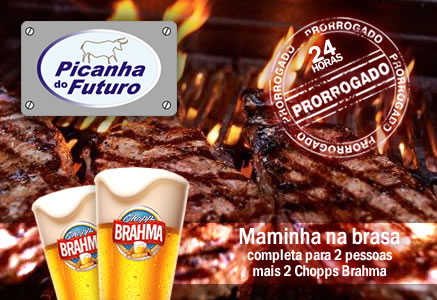 Picanha
do Futuro
PRORROGADO
24
HORAS
PRORROGADO
PRORROGADO
PRORROGADO
PRORROGADO
Chopp
BRAHMA
Chopp
BRAHMA
Maminha na brasa
completa para 2 pessoas
mais 2 Chopps Brahma